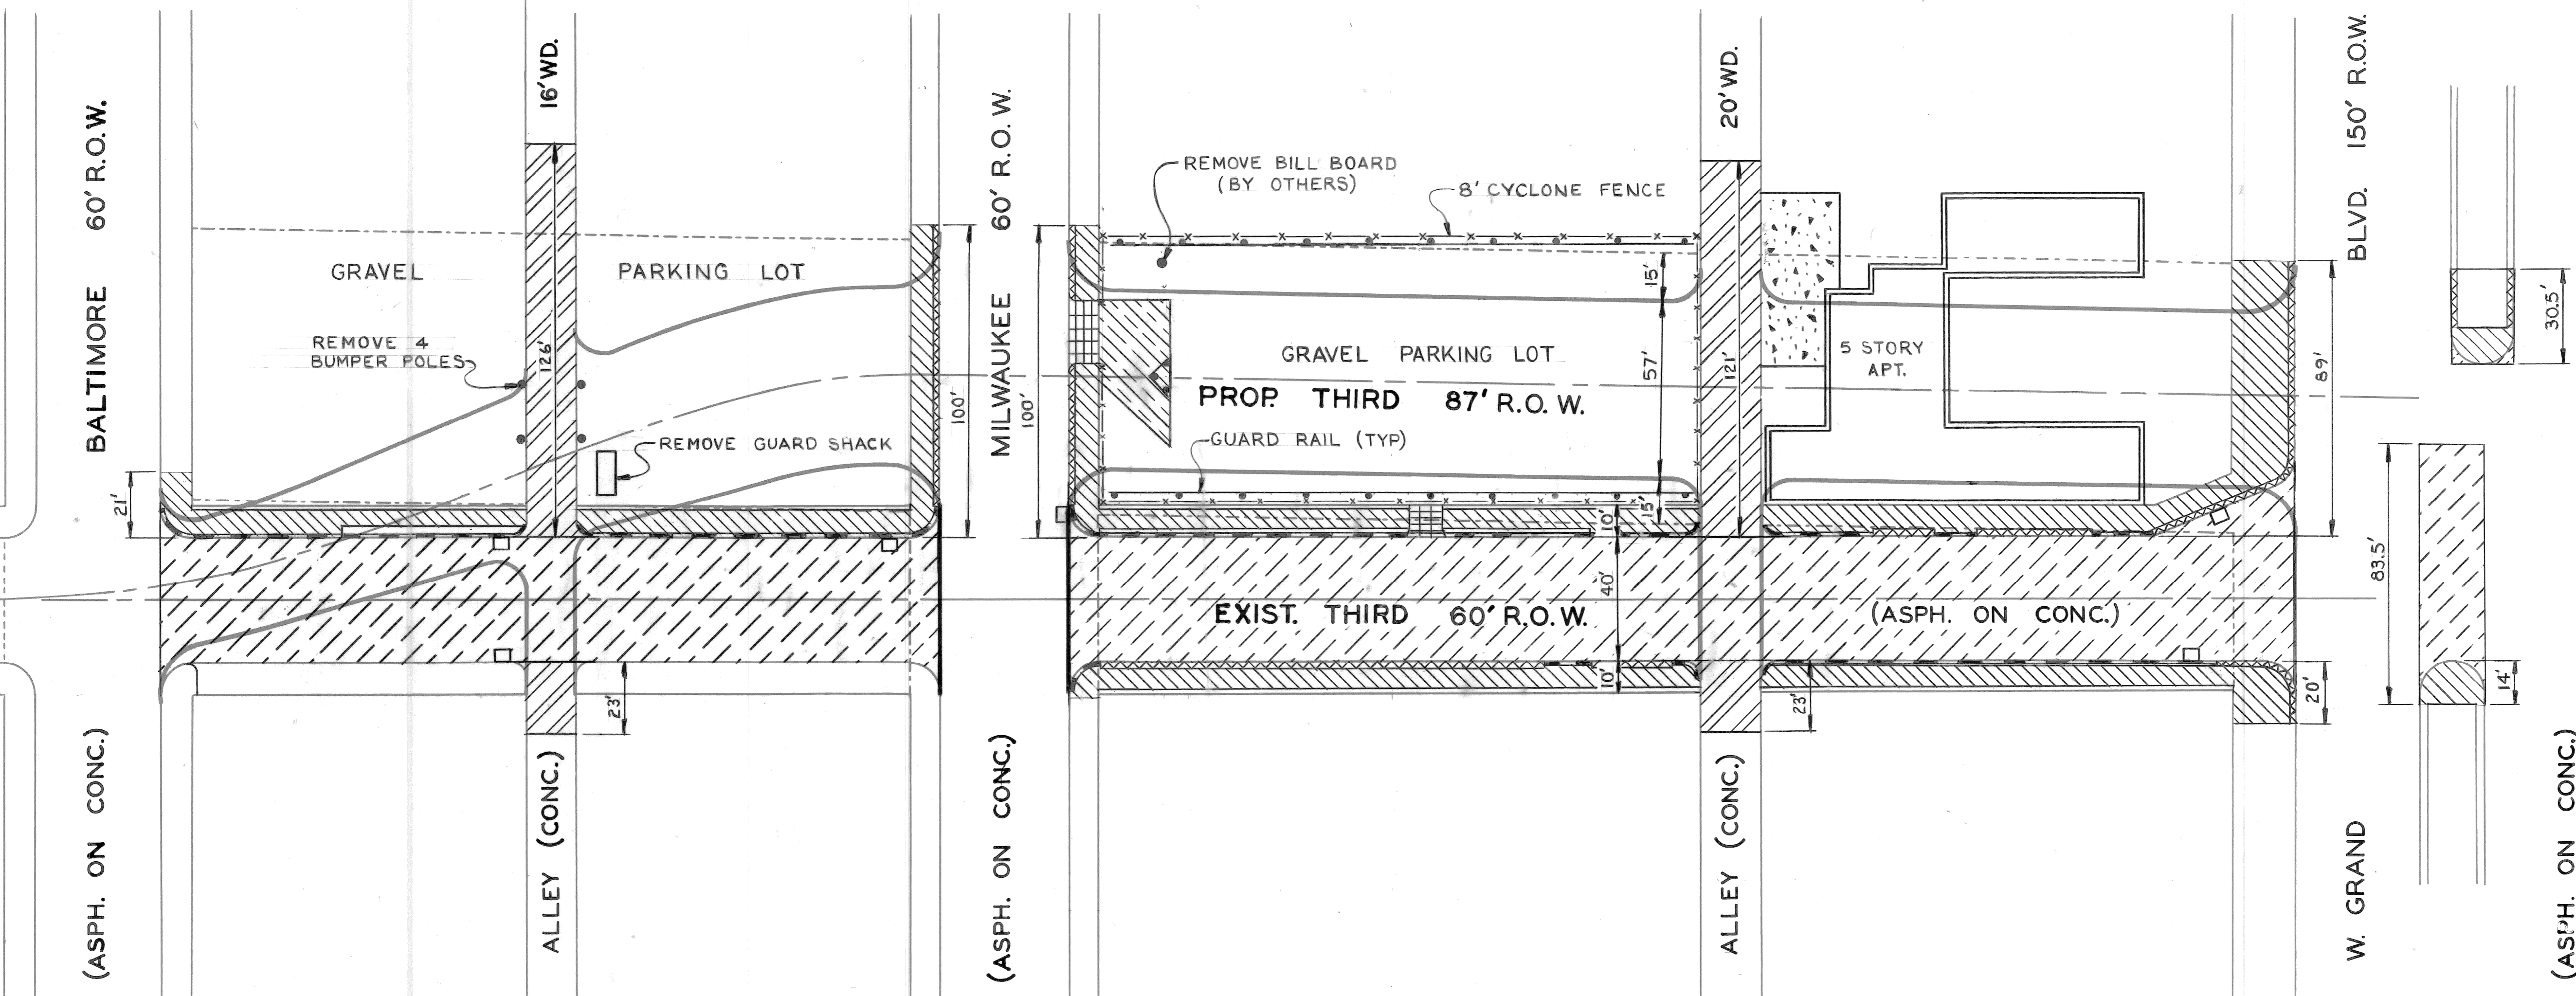 BALTIMORE 60' R.O.W.
(ASPH. ON CONC.)
21'
GRAVEL PARKING LOT
REMOVE 4
BUMPER POLES
16'WD.
126'
REMOVE GUARD SHACK
23'
ALLEY (CONC.)
100'
MILWAUKEE 60' R.O.W.
100'
(ASPH. ON CONC.)
REMOVE BILL BOARD
(BY OTHERS)
8' CYCLONE FENCE
GRAVEL PARKING LOT
PROP. THIRD 87' R.O.W.
GUARD RAIL (TYP)
15'
57'
15'
10'
40'
10'
EXIST. THIRD 60' R.O.W.
20'WD.
121'
23'
ALLEY (CONC.)
5 STORY
APT.
(ASPH. ON CONC.)
89'
20'
W. GRAND BLVD. 150' R.O.W.
30.5'
83.5'
14'
(ASPH. ON CONC.)